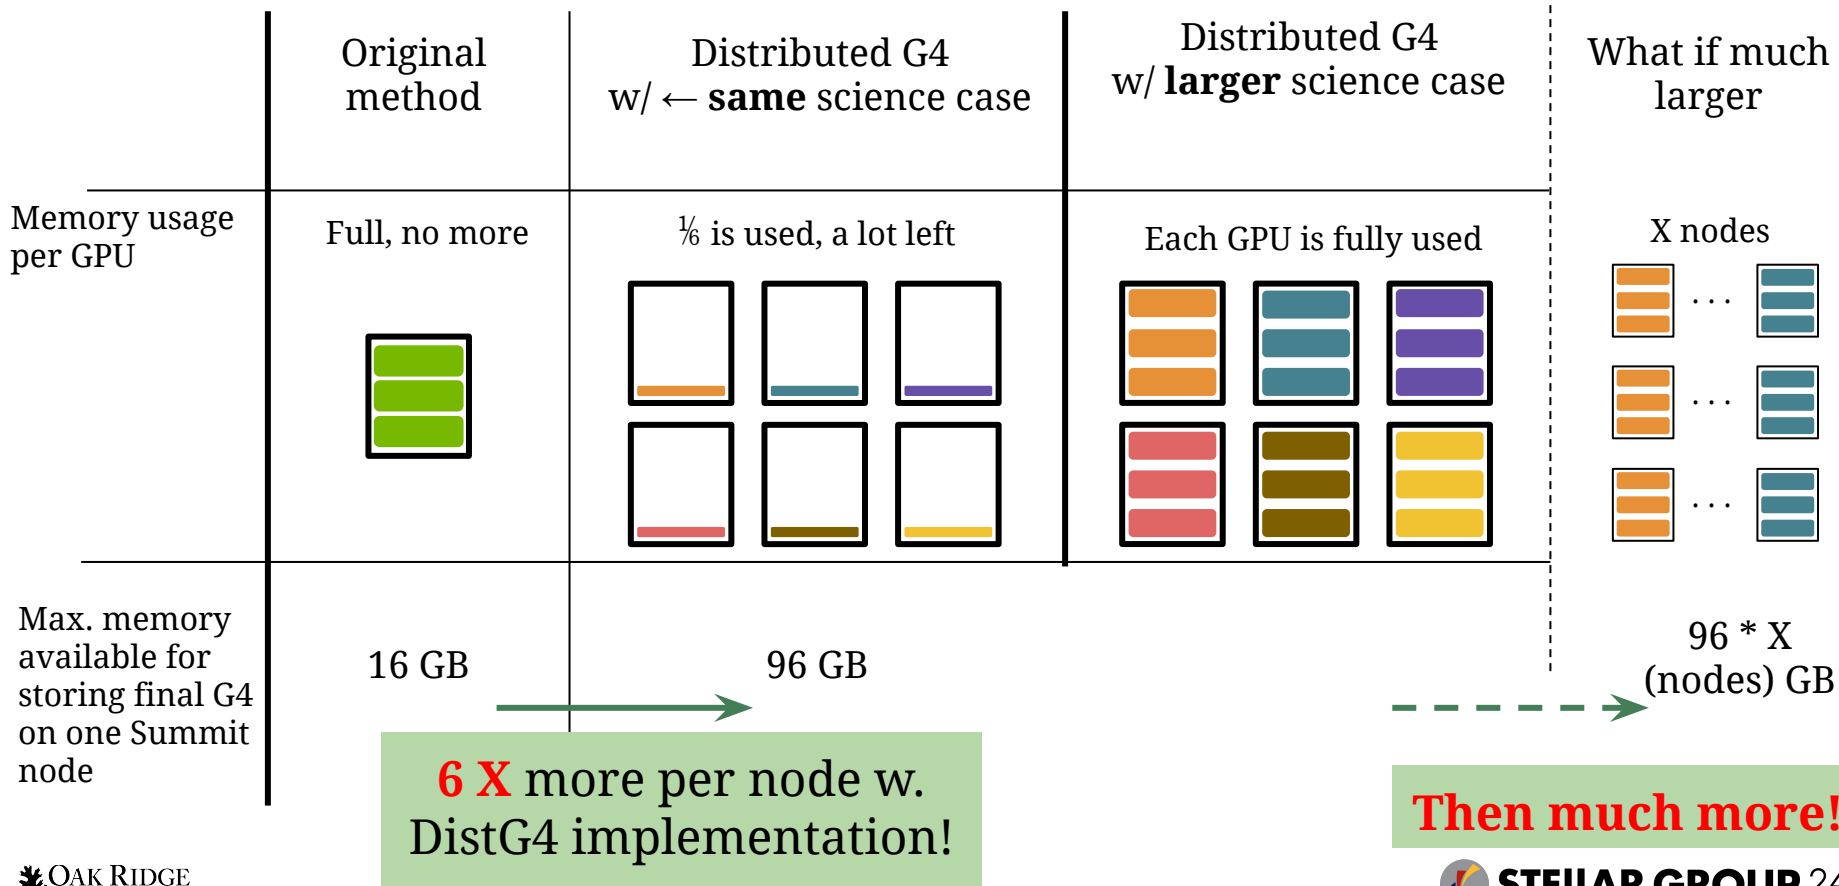 Original
method
Distributed G4
w/ ← same science case
Distributed G4
w/ larger science case
What if much
larger
Memory usage
per GPU
Full, no more
⅙ is used, a lot left
Each GPU is fully used
X nodes
...
...
...
Max. memory
available for
storing final G4
on one Summit
node
16 GB
96 GB
96 * X
(nodes) GB
6 X more per node w.
DistG4 implementation!
Then much more!
OAK RIDGE
STELLAR GROUP 24